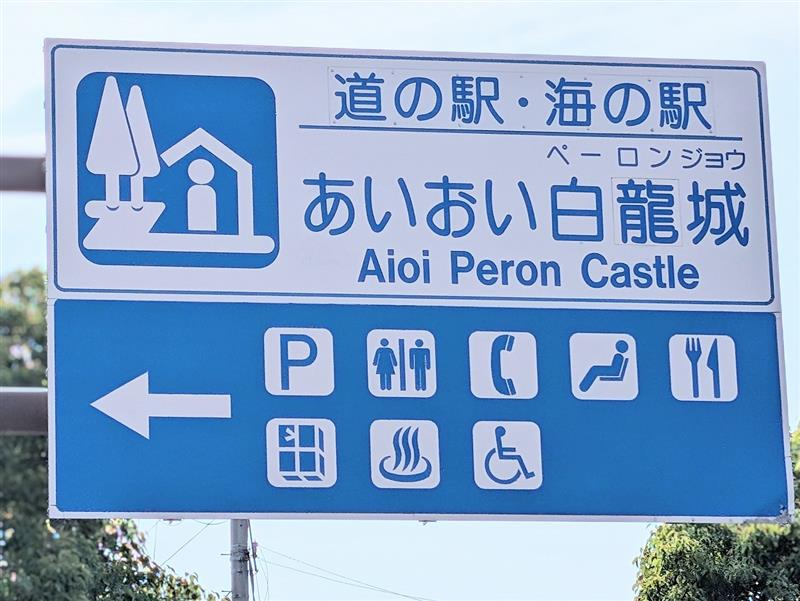 道の駅・海の駅
ペーロンジョウ
あいおい白龍城
Aioi Peron Castle
P